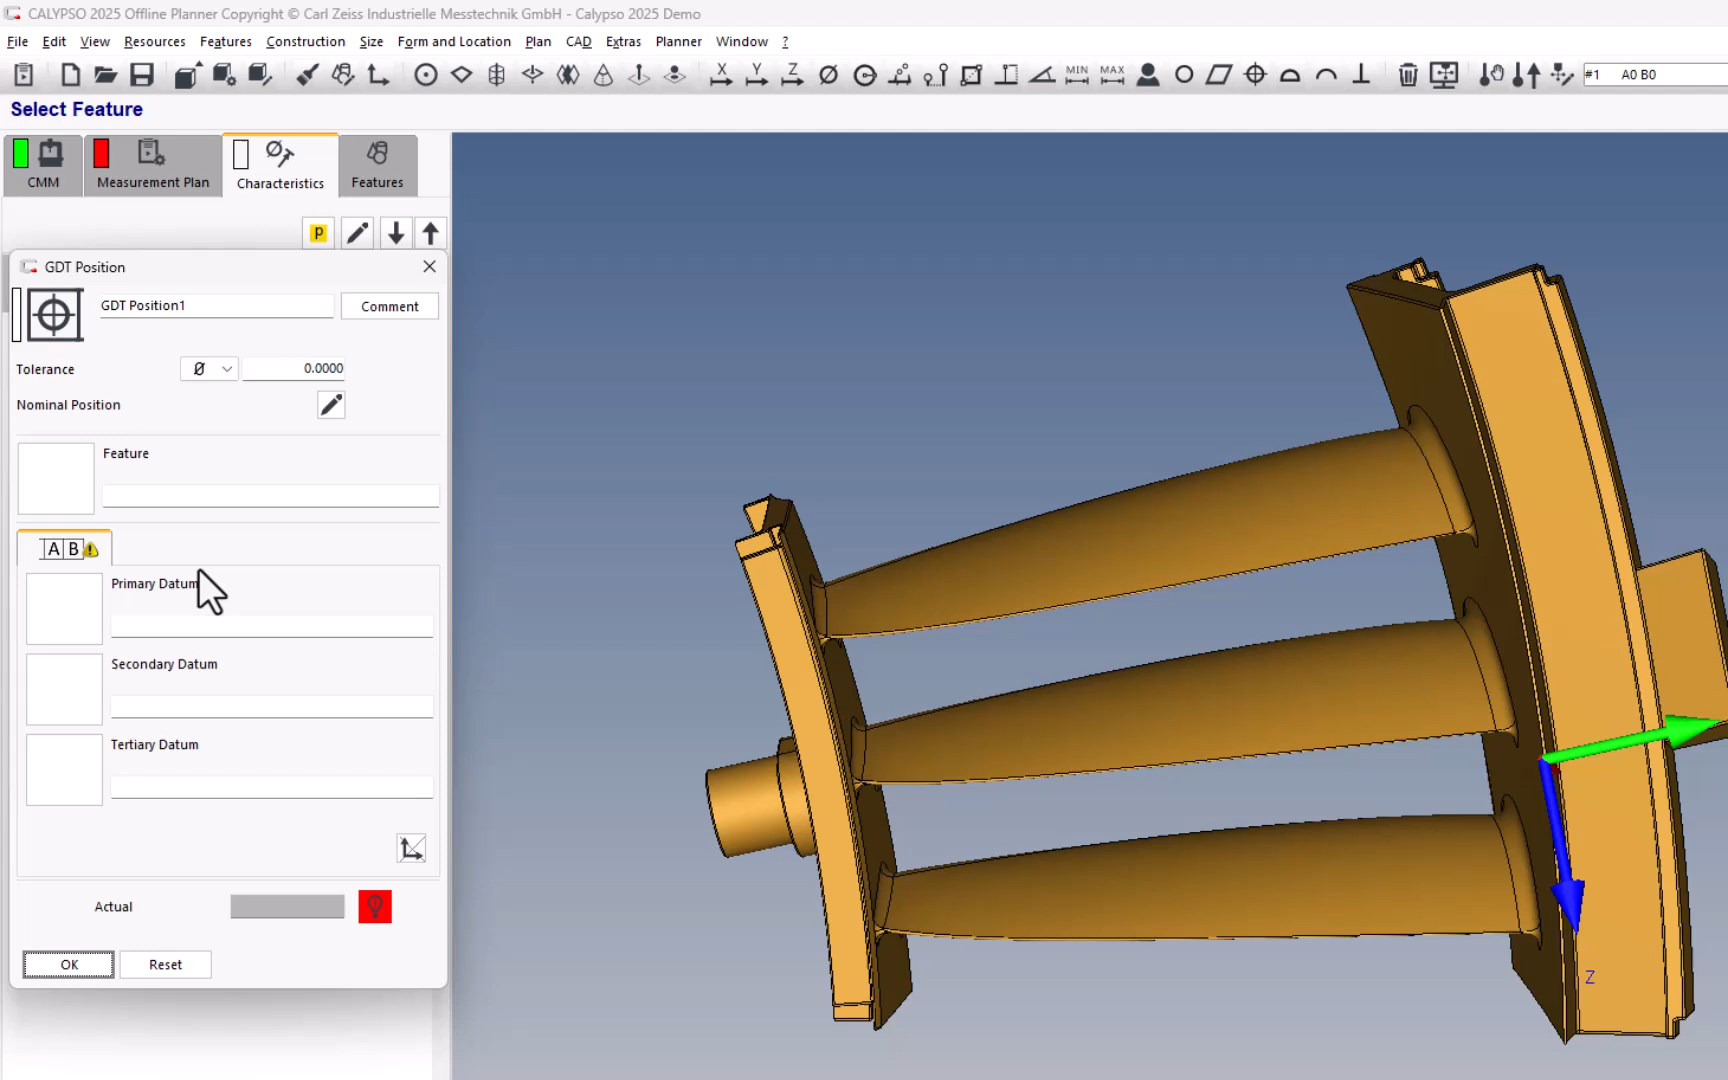 CALYPSO 2025 Offline Planner Copyright © Carl Zeiss Industrielle Messtechnik GmbH - Calypso 2025 Demo
File Edit View Resources Features Construction Size Form and Location Plan CAD Extras Planner Window ?
X Y Z MIN MAX #1 A0 B0
Select Feature
CMM Measurement Plan Characteristics Features
P
GDT Position
GDT Position1 Comment
Tolerance Ø 0.0000
Nominal Position
Feature
A B
Primary Datum
Secondary Datum
Tertiary Datum
Actual
OK Reset
Z